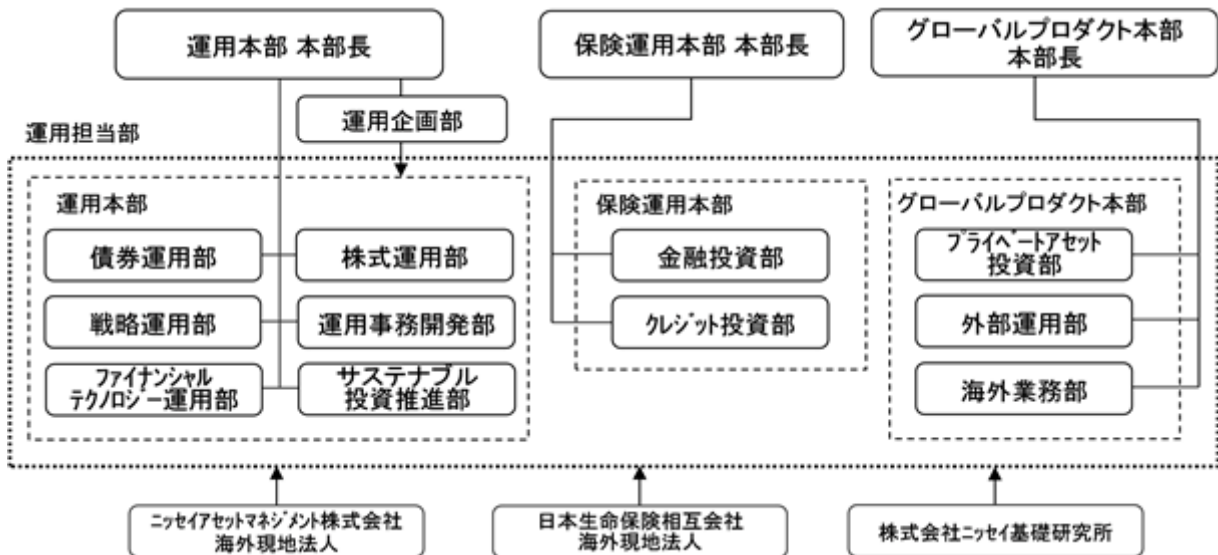 運用本部 本部長
保険運用本部 本部長
グローバルプロダクト本部
本部長
運用企画部
運用担当部
運用本部
債券運用部
株式運用部
戦略運用部
運用事務開発部
ファイナンシャル
テクノロジー運用部
サステナブル
投資推進部
保険運用本部
金融投資部
クレジット投資部
グローバルプロダクト本部
プライベートアセット
投資部
外部運用部
海外業務部
ニッセイアセットマネジメント株式会社
海外現地法人
日本生命保険相互会社
海外現地法人
株式会社ニッセイ基礎研究所